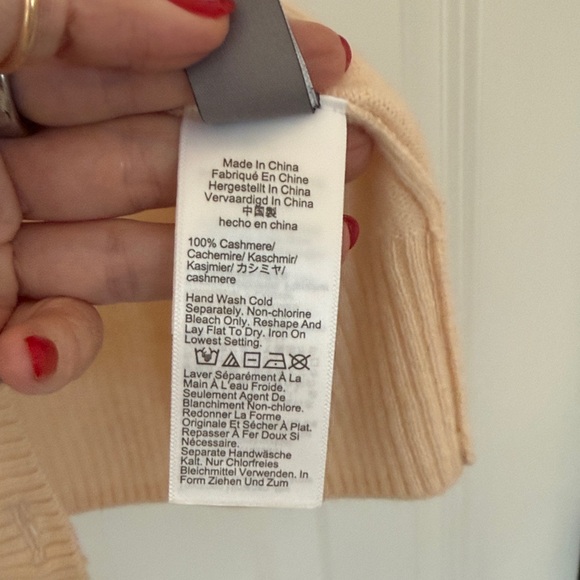 Made In China
Fabriqué En Chine
Hergestellt In China
Vervaardigd In China
中国製
hecho en china
100% Cashmere/
Cachemire/ Kaschmir/
Kasjmier/ カシミヤ/
cashmere
Hand Wash Cold
Separately. Non-chlorine
Bleach Only. Reshape And
Lay Flat To Dry. Iron On
Lowest Setting.
Laver Séparément À La
Main À L'eau Froide.
Seulement Agent De
Blanchiment Non-chlore.
Redonner La Forme
Originale Et Sécher À Plat.
Repasser À Fer Doux Si
Nécessaire.
Separate Handwäsche
Kalt. Nur Chlorfreies
Bleichmittel Verwenden. In
Form Ziehen Und Zum